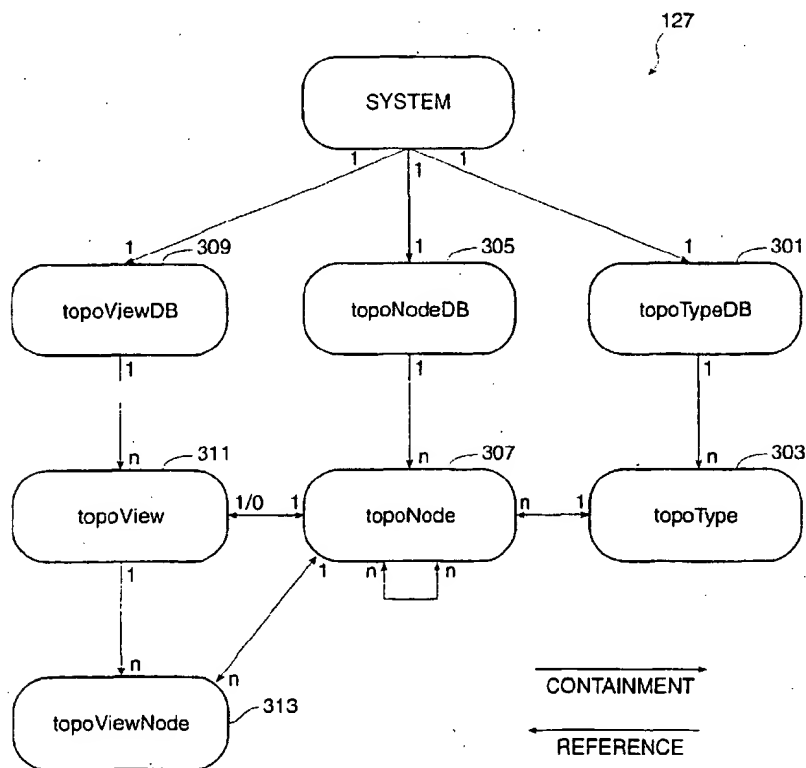 127
SYSTEM
1 1 1
1 309 1 305 1 301
topoViewDB topoNodeDB topoTypeDB
1 1 1
n 311 n 307 n 303
topoView 1/0 1 topoNode n 1 topoType
1 1 n n
n n
topoViewNode 313
CONTAINMENT
REFERENCE